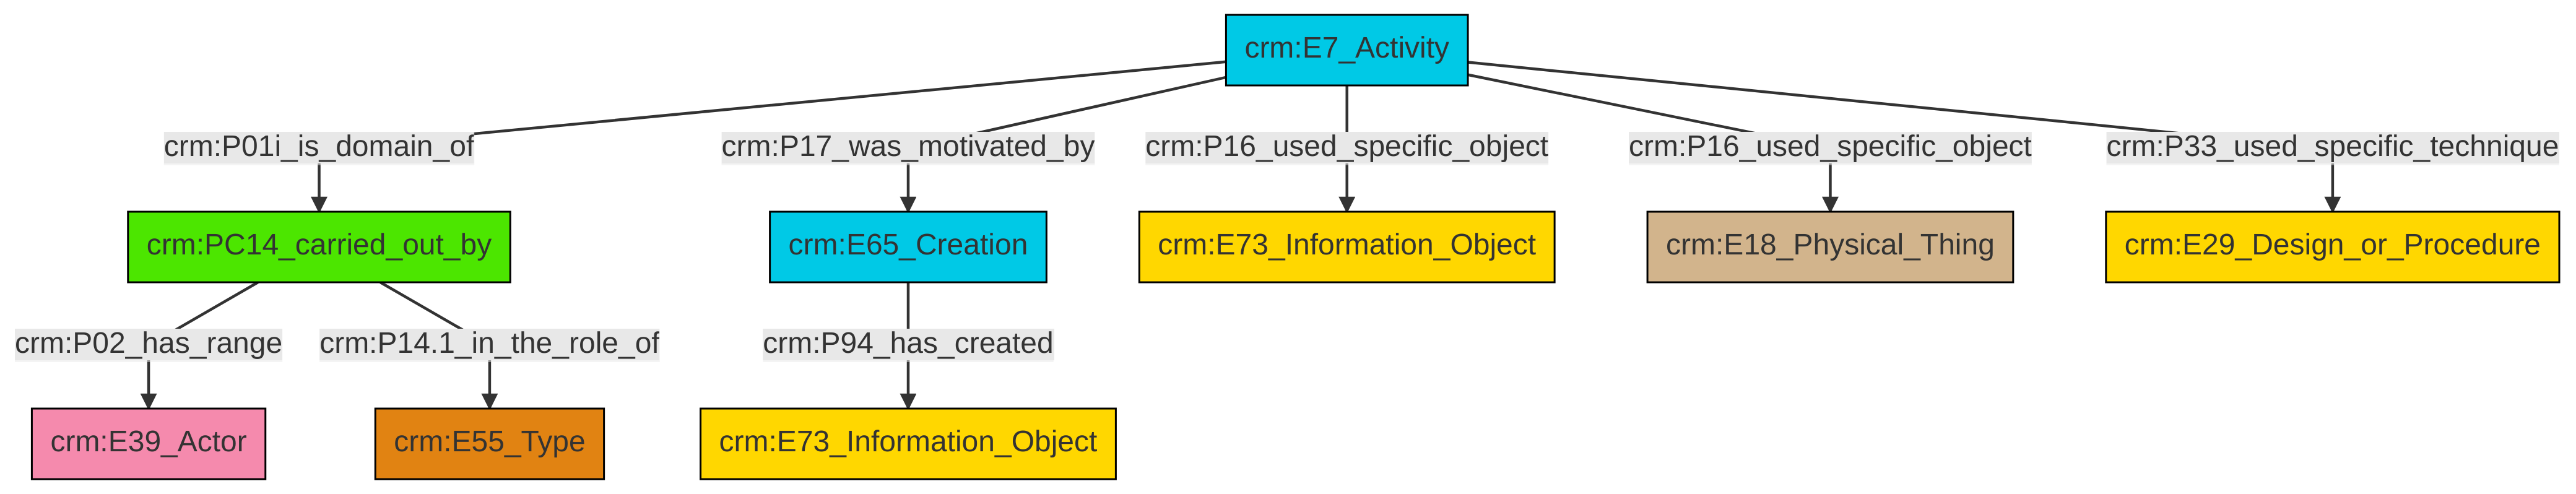 crm:E7_Activity
crm:P01i_is_domain_of
crm:P17_was_motivated_by
crm:P16_used_specific_object
crm:P16_used_specific_object
crm:P33_used_specific_technique
crm:PC14_carried_out_by
crm:E65_Creation
crm:E73_Information_Object
crm:E18_Physical_Thing
crm:E29_Design_or_Procedure
crm:P02_has_range
crm:P14.1_in_the_role_of
crm:P94_has_created
crm:E39_Actor
crm:E55_Type
crm:E73_Information_Object